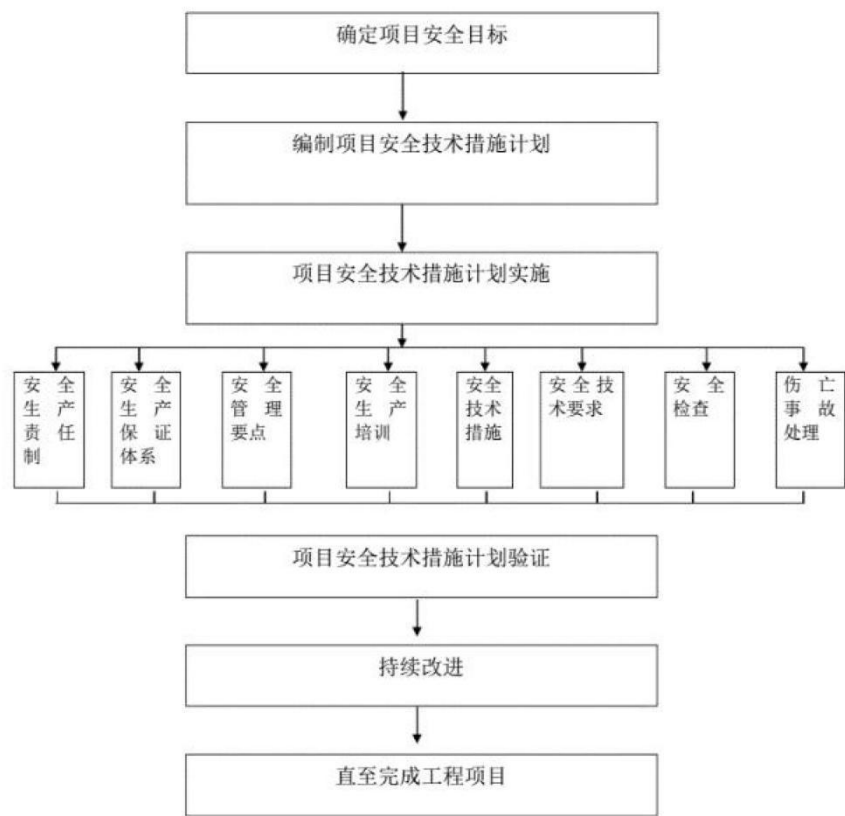 确定项目安全目标
编制项目安全技术措施计划
项目安全技术措施计划实施
安全
生产
责任
制
安全
生产
保证
体系
安全
管理
要点
安全
生产
培训
安全
技术
措施
安全技
术要求
安全
检查
伤亡
事故
处理
项目安全技术措施计划验证
持续改进
直至完成工程项目